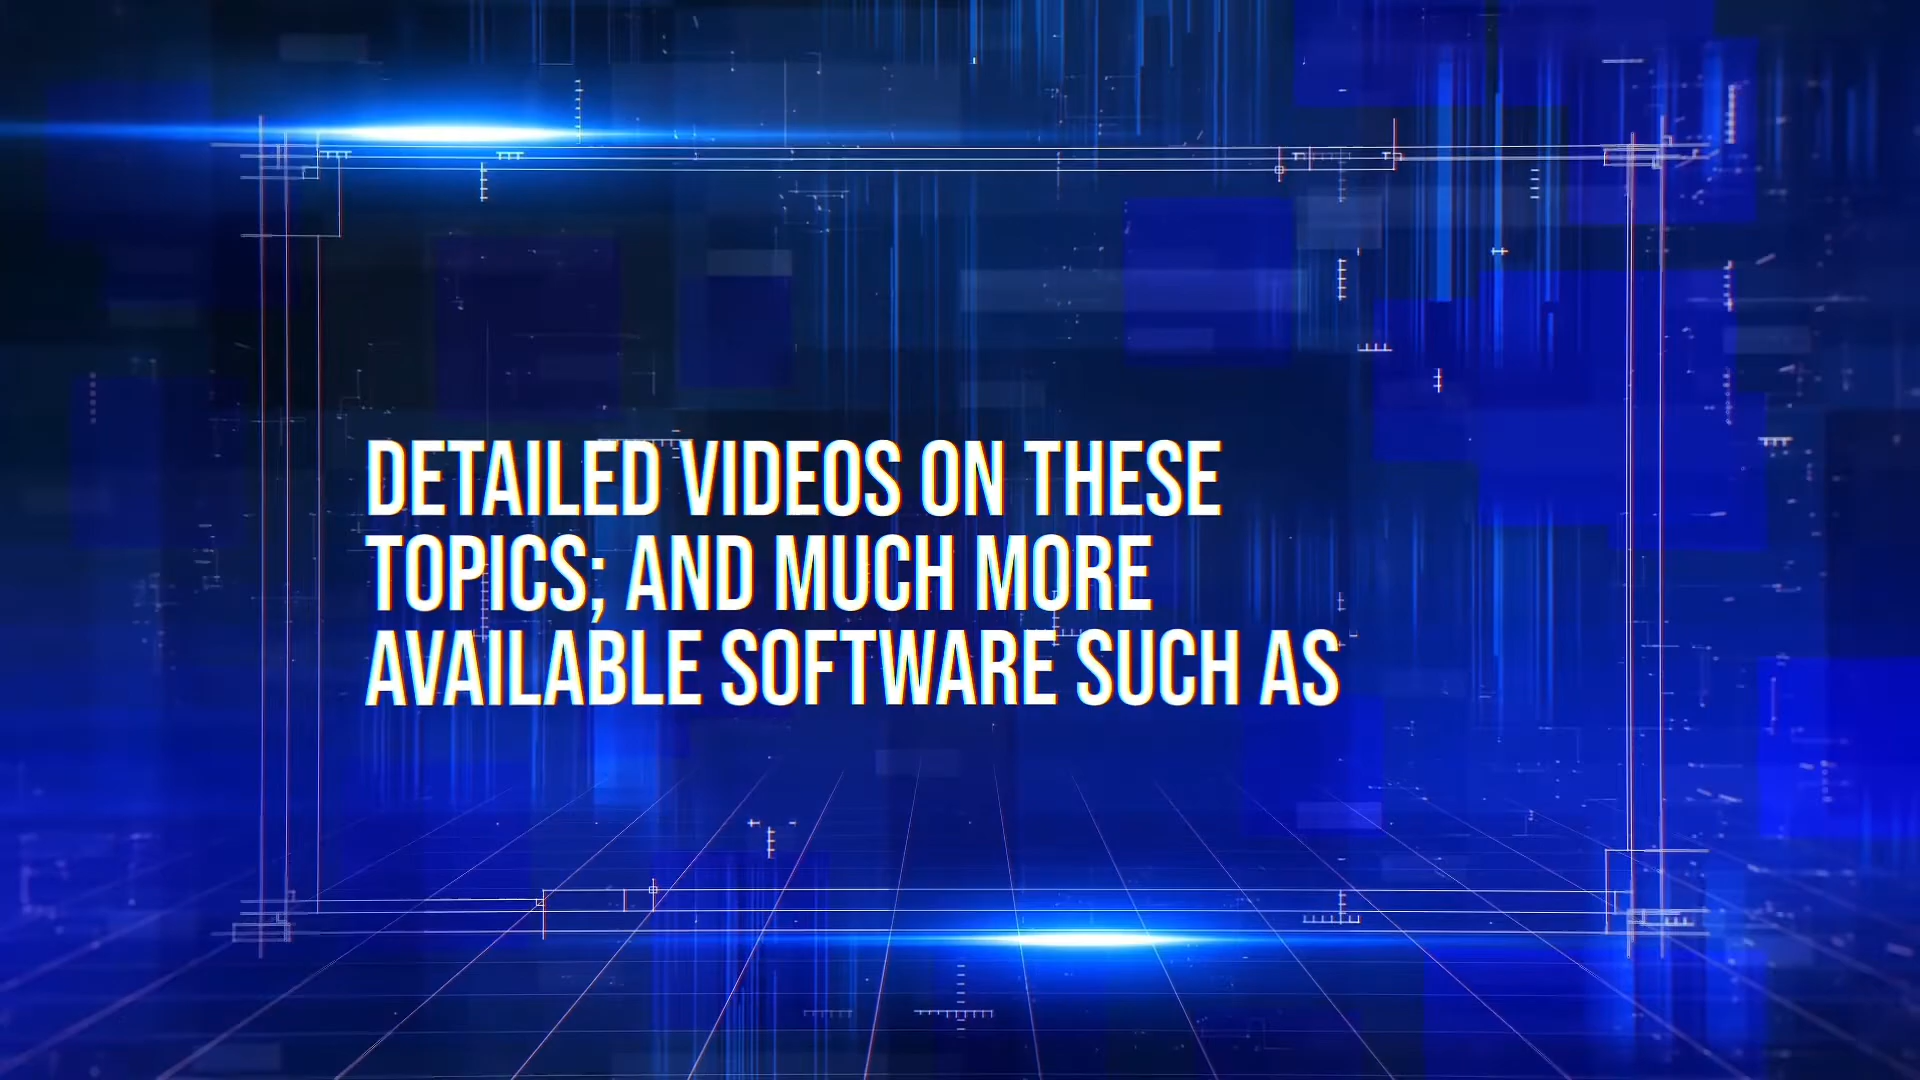 DETAILED VIDEOS ON THESE
TOPICS; AND MUCH MORE
AVAILABLE SOFTWARE SUCH AS